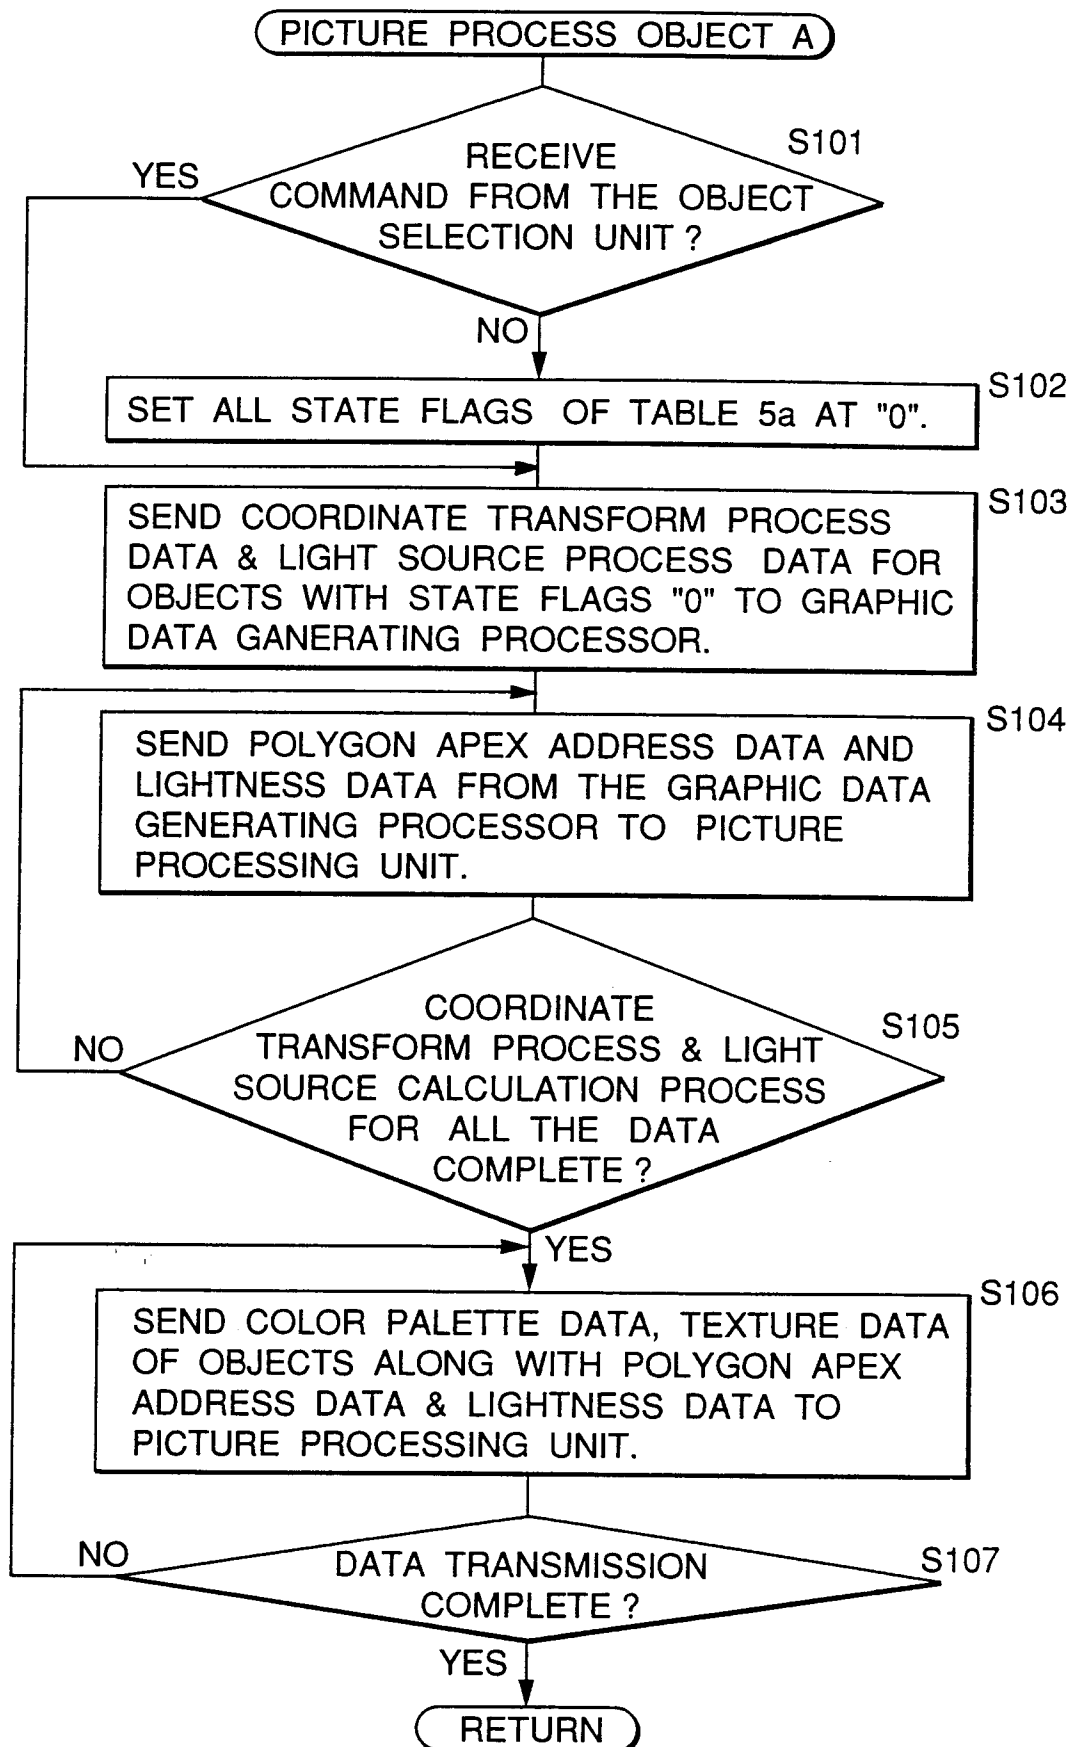 PICTURE PROCESS OBJECT A
S101
YES
RECEIVE
COMMAND FROM THE OBJECT
SELECTION UNIT ?
NO
S102
SET ALL STATE FLAGS OF TABLE 5a AT "0".
S103
SEND COORDINATE TRANSFORM PROCESS
DATA & LIGHT SOURCE PROCESS DATA FOR
OBJECTS WITH STATE FLAGS "0" TO GRAPHIC
DATA GANERATING PROCESSOR.
S104
SEND POLYGON APEX ADDRESS DATA AND
LIGHTNESS DATA FROM THE GRAPHIC DATA
GENERATING PROCESSOR TO PICTURE
PROCESSING UNIT.
S105
NO
COORDINATE
TRANSFORM PROCESS & LIGHT
SOURCE CALCULATION PROCESS
FOR ALL THE DATA
COMPLETE ?
YES
S106
SEND COLOR PALETTE DATA, TEXTURE DATA
OF OBJECTS ALONG WITH POLYGON APEX
ADDRESS DATA & LIGHTNESS DATA TO
PICTURE PROCESSING UNIT.
NO
S107
DATA TRANSMISSION
COMPLETE ?
YES
RETURN